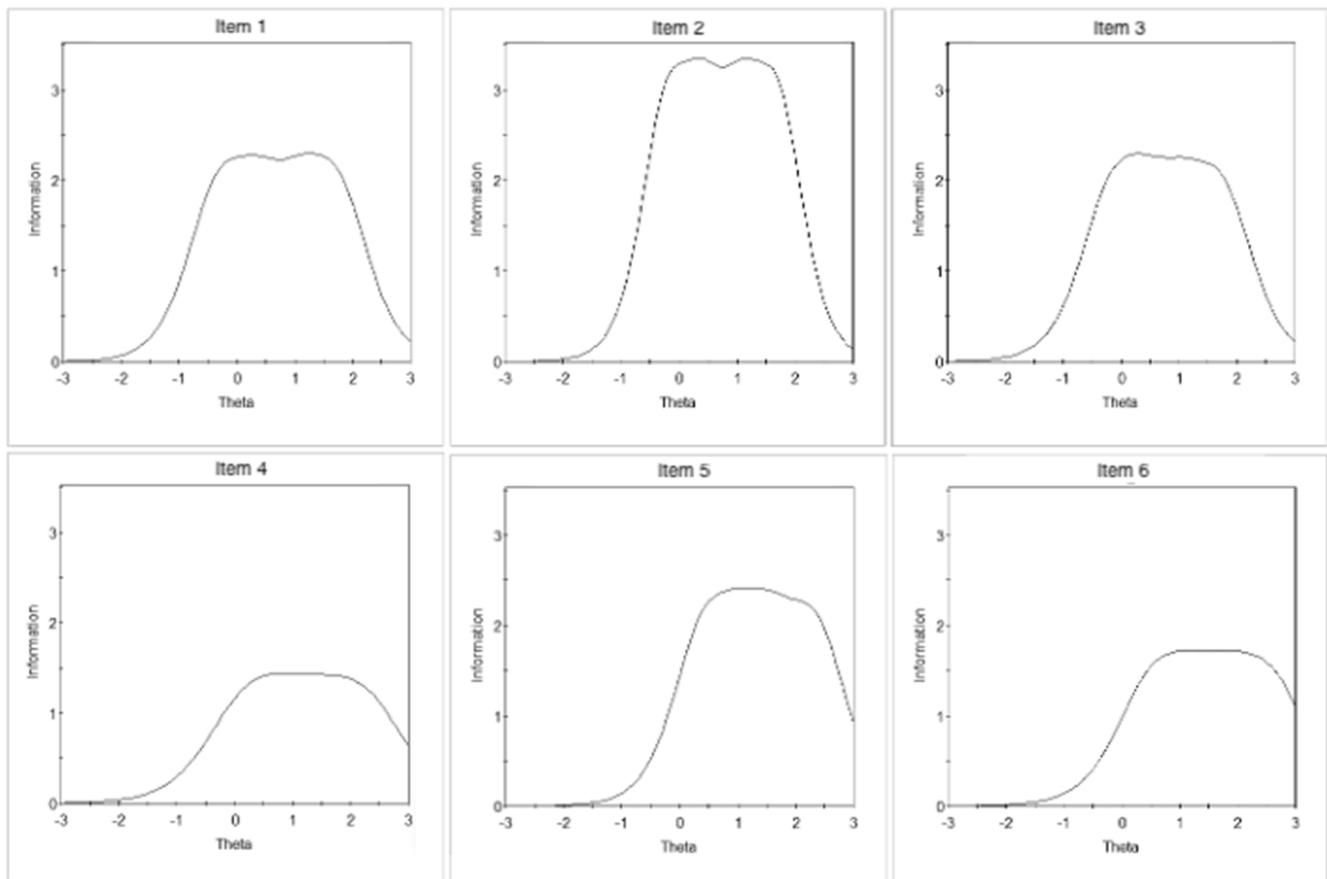 Item 1
3
2
1
0
Information
-3 -2 -1 0 1 2 3
Theta
Item 2
3
2
1
0
Information
-3 -2 -1 0 1 2 3
Theta
Item 3
3
2
1
0
Information
-3 -2 -1 0 1 2 3
Theta
Item 4
3
2
1
0
Information
-3 -2 -1 0 1 2 3
Theta
Item 5
3
2
1
0
Information
-3 -2 -1 0 1 2 3
Theta
Item 6
3
2
1
0
Information
-3 -2 -1 0 1 2 3
Theta